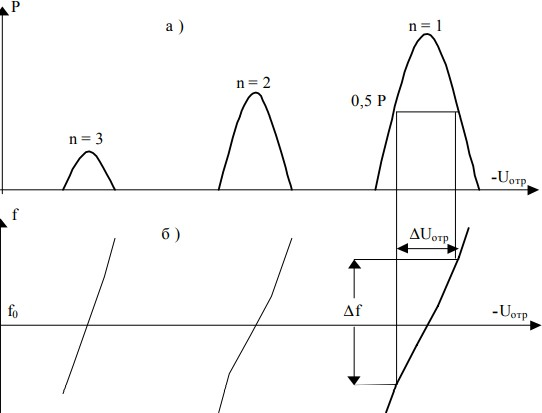 P
а )
n = 1
n = 2
0,5 P
n = 3
-Uотр
f
б )
ΔUотр
f0
Δf
-Uотр